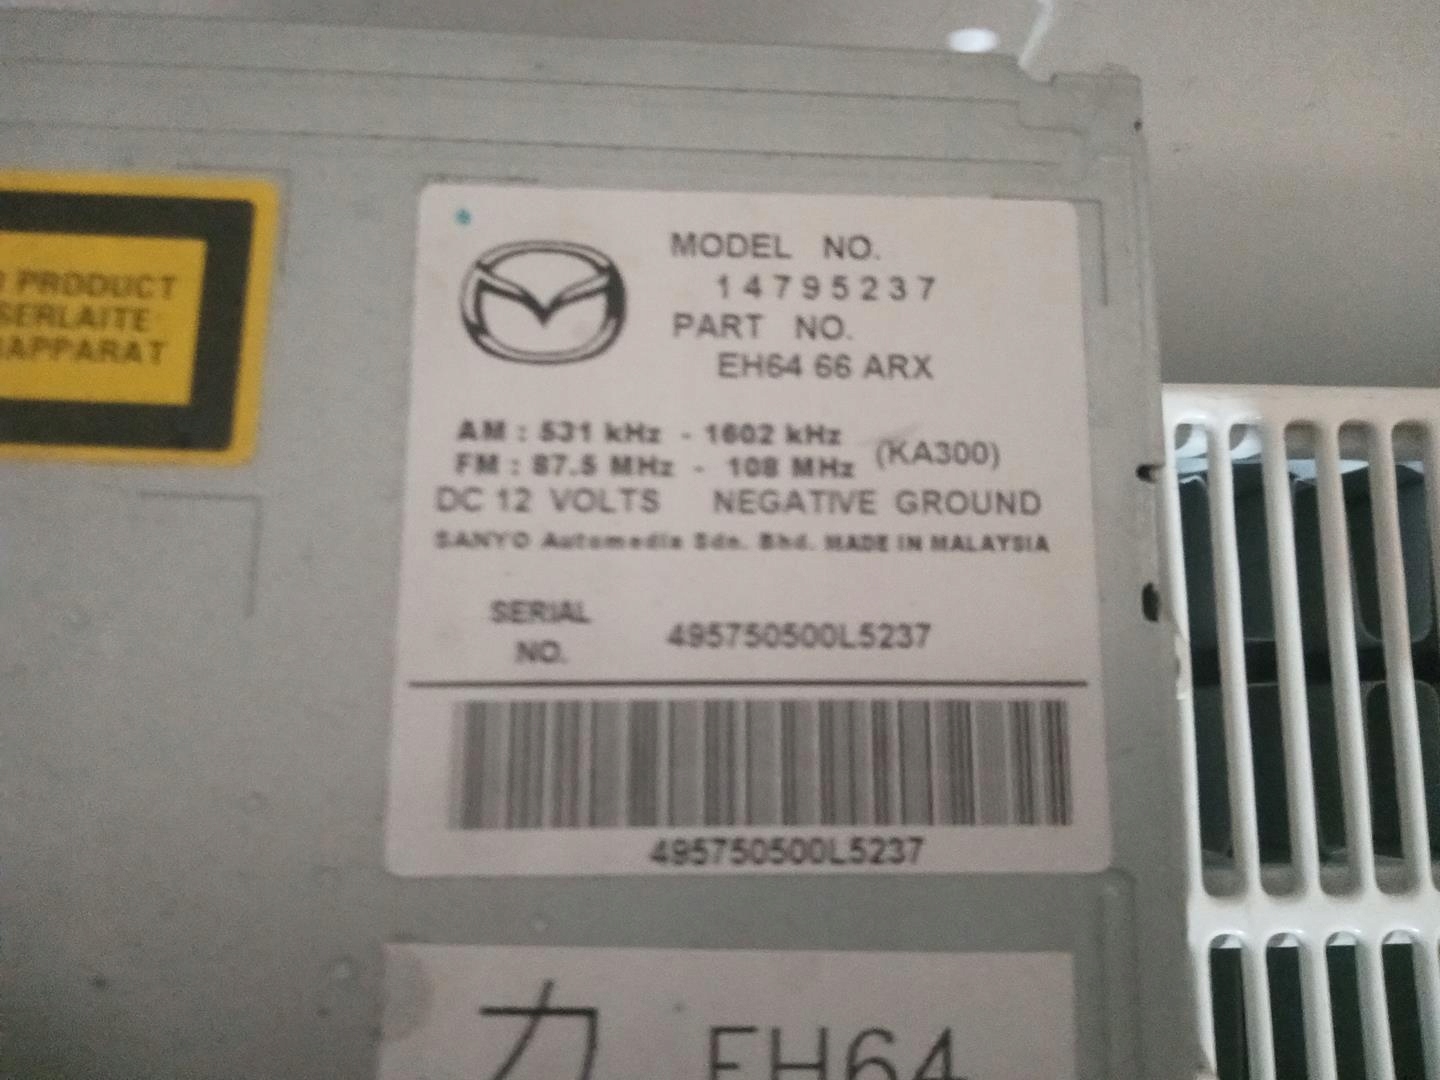 PRODUCT
SERLAITE
APPARAT
MODEL NO.
14795237
PART NO.
EH64 66 ARX
AM : 531 kHz - 1602 kHz
FM : 87.5 MHz - 108 MHz
(KA300)
DC 12 VOLTS NEGATIVE GROUND
SANYO Automedia Sdn. Bhd. MADE IN MALAYSIA
SERIAL
NO.
495750500L5237
495750500L5237
カ EH64